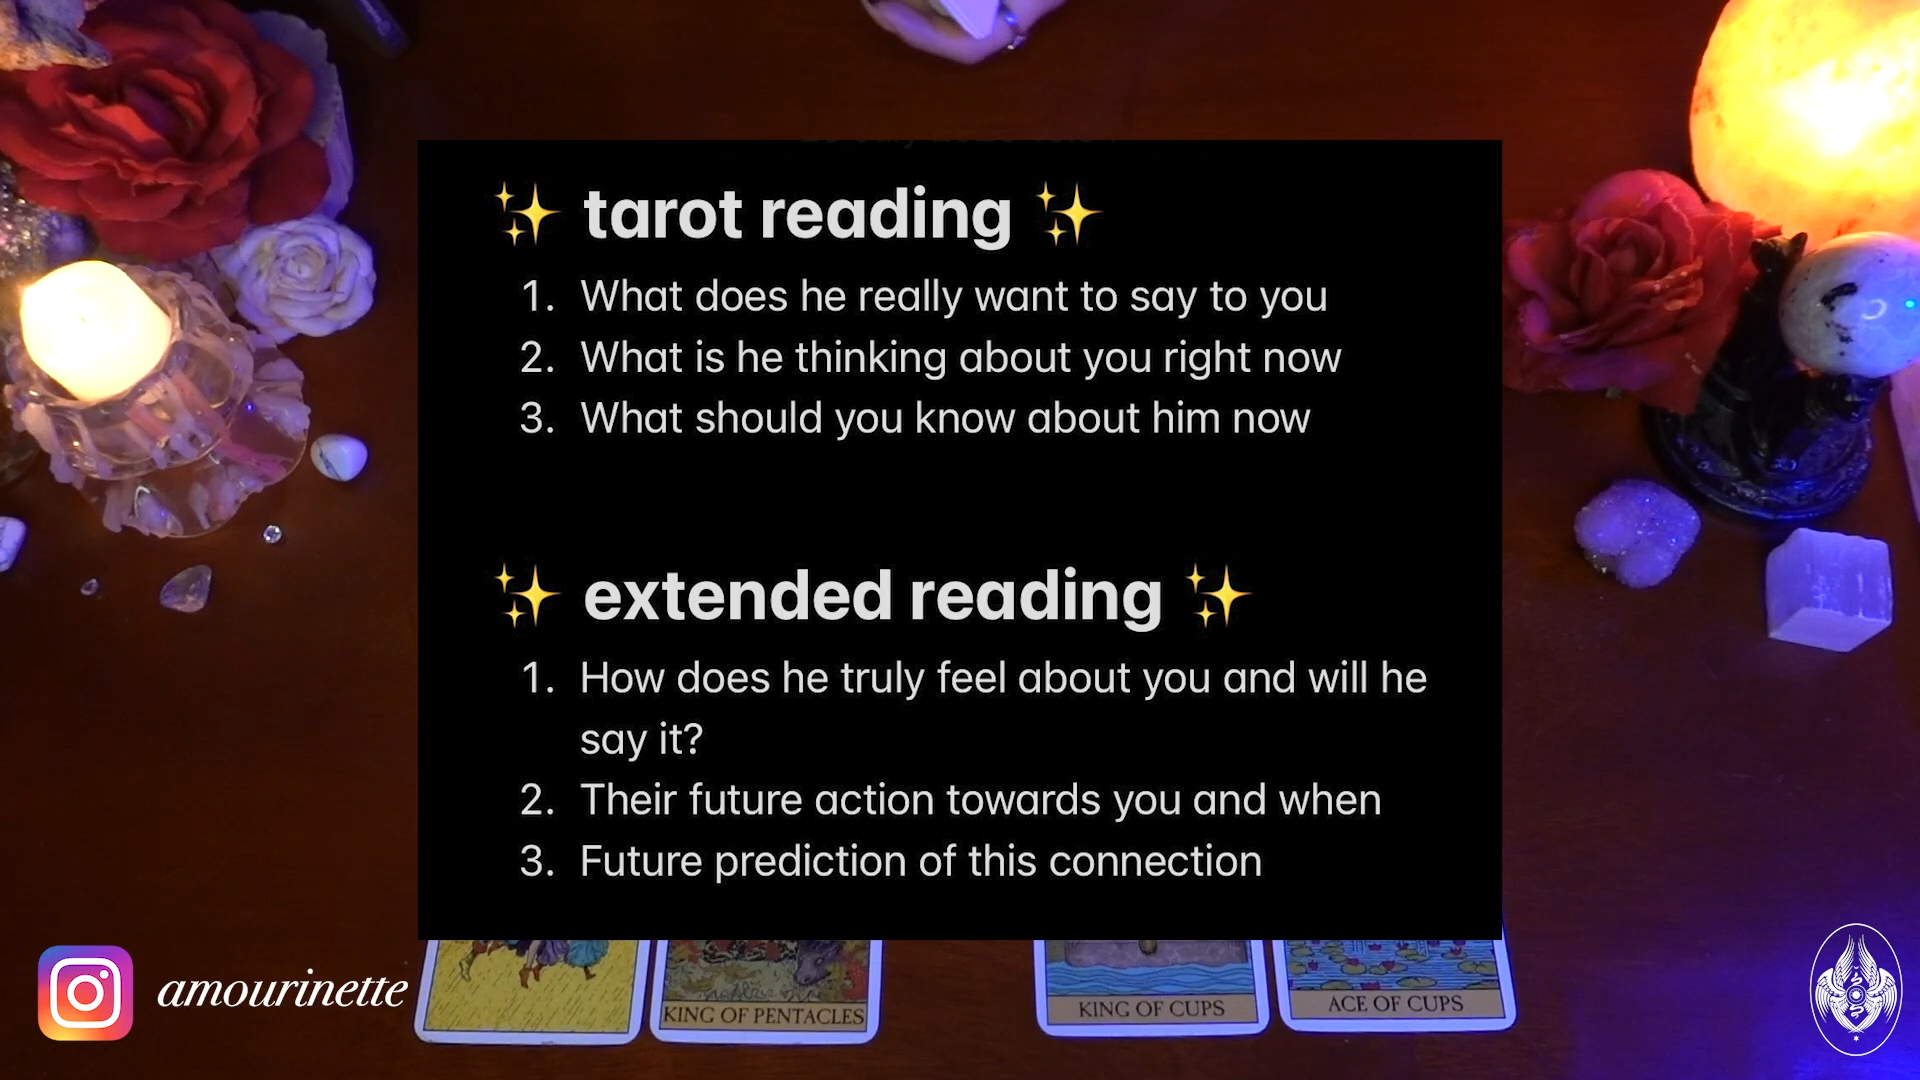 ✨ tarot reading ✨
1. What does he really want to say to you
2. What is he thinking about you right now
3. What should you know about him now
✨ extended reading ✨
1. How does he truly feel about you and will he
say it?
2. Their future action towards you and when
3. Future prediction of this connection
amourinette
KING OF PENTACLES
KING OF CUPS
ACE OF CUPS